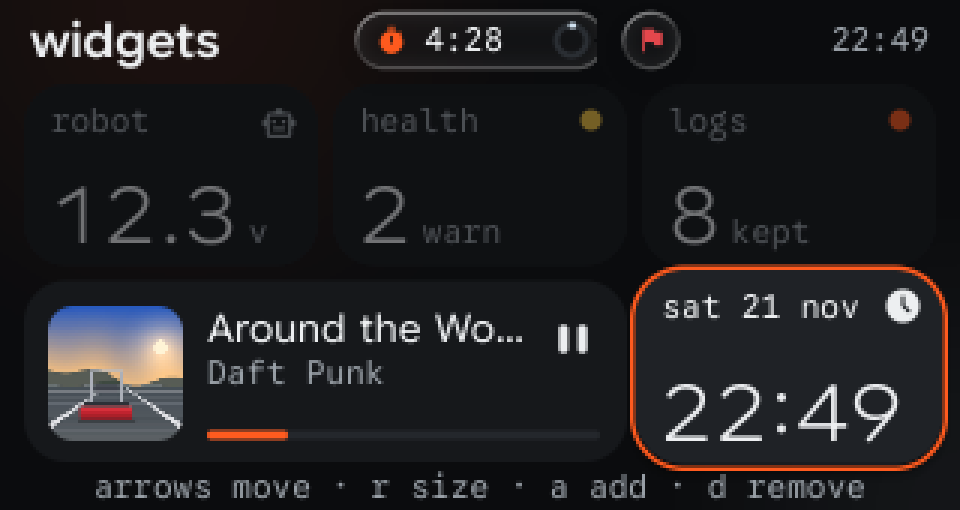 widgets
4:28
22:49
robot
12.3 v
health
2 warn
logs
8 kept
Around the Wo...
Daft Punk
sat 21 nov
22:49
arrows move · r size · a add · d remove